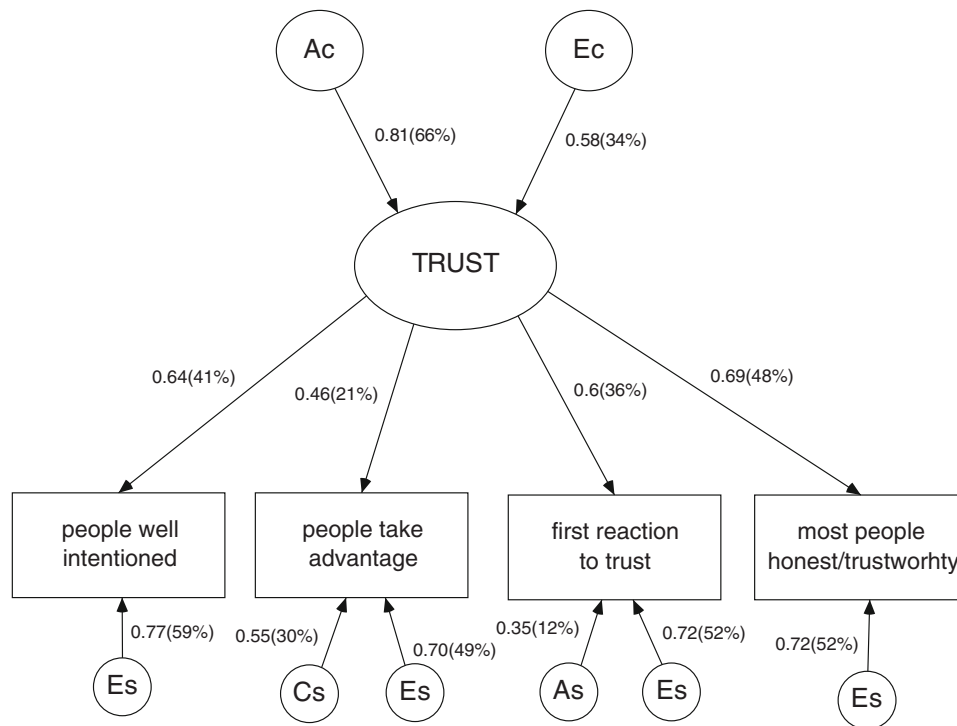 Ac
Ec
0.81(66%)
0.58(34%)
TRUST
0.64(41%)
0.46(21%)
0.6(36%)
0.69(48%)
people well
intentioned
people take
advantage
first reaction
to trust
most people
honest/trustworhty
0.77(59%)
0.55(30%)
0.70(49%)
0.35(12%)
0.72(52%)
0.72(52%)
Es
Cs
Es
As
Es
Es